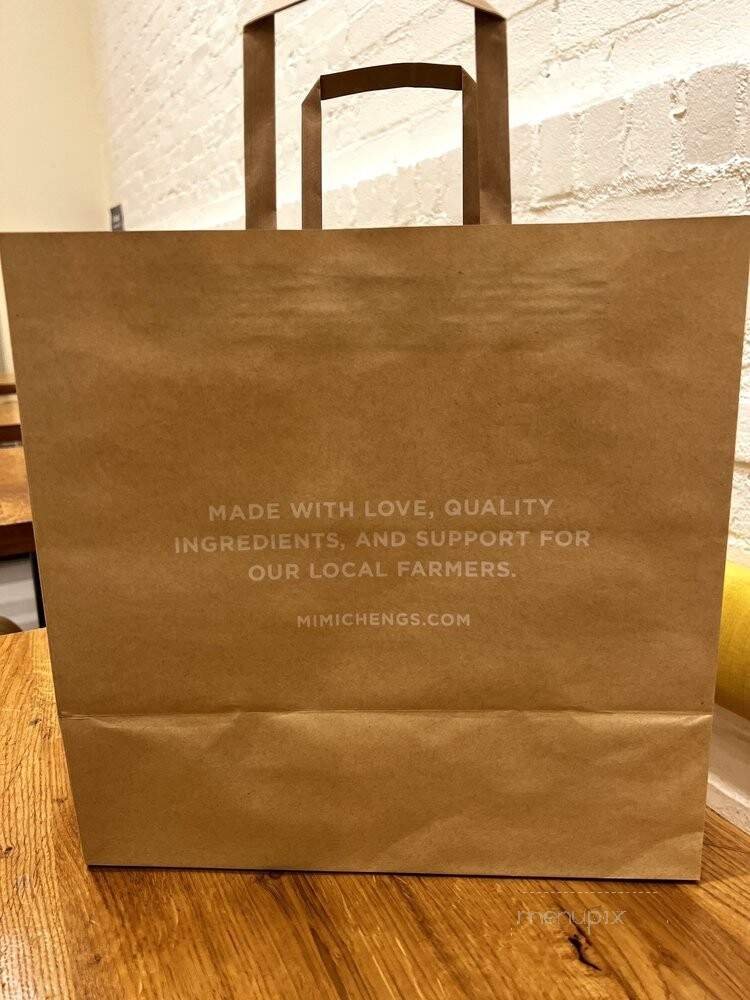 MADE WITH LOVE, QUALITY
INGREDIENTS, AND SUPPORT FOR
OUR LOCAL FARMERS.
MIMICHENGS.COM
menupix